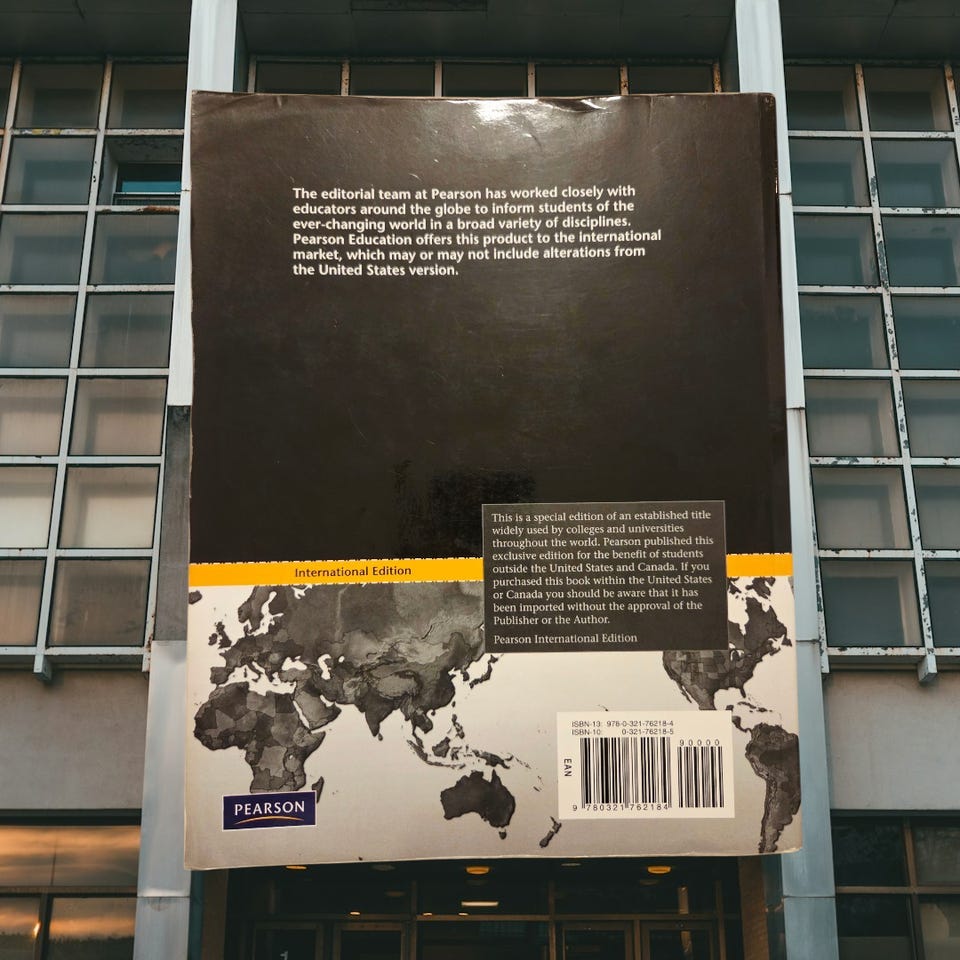 The editorial team at Pearson has worked closely with
educators around the globe to inform students of the
ever-changing world in a broad variety of disciplines.
Pearson Education offers this product to the international
market, which may or may not include alterations from
the United States version.
This is a special edition of an established title
widely used by colleges and universities
throughout the world. Pearson published this
exclusive edition for the benefit of students
outside the United States and Canada. If you
purchased this book within the United States
or Canada you should be aware that it has
been imported without the approval of the
Publisher or the Author.
Pearson International Edition
International Edition
ISBN-13: 978-0-321-76218-4
ISBN-10: 0-321-76218-5
90000
EAN
9 780321 762184
PEARSON
1